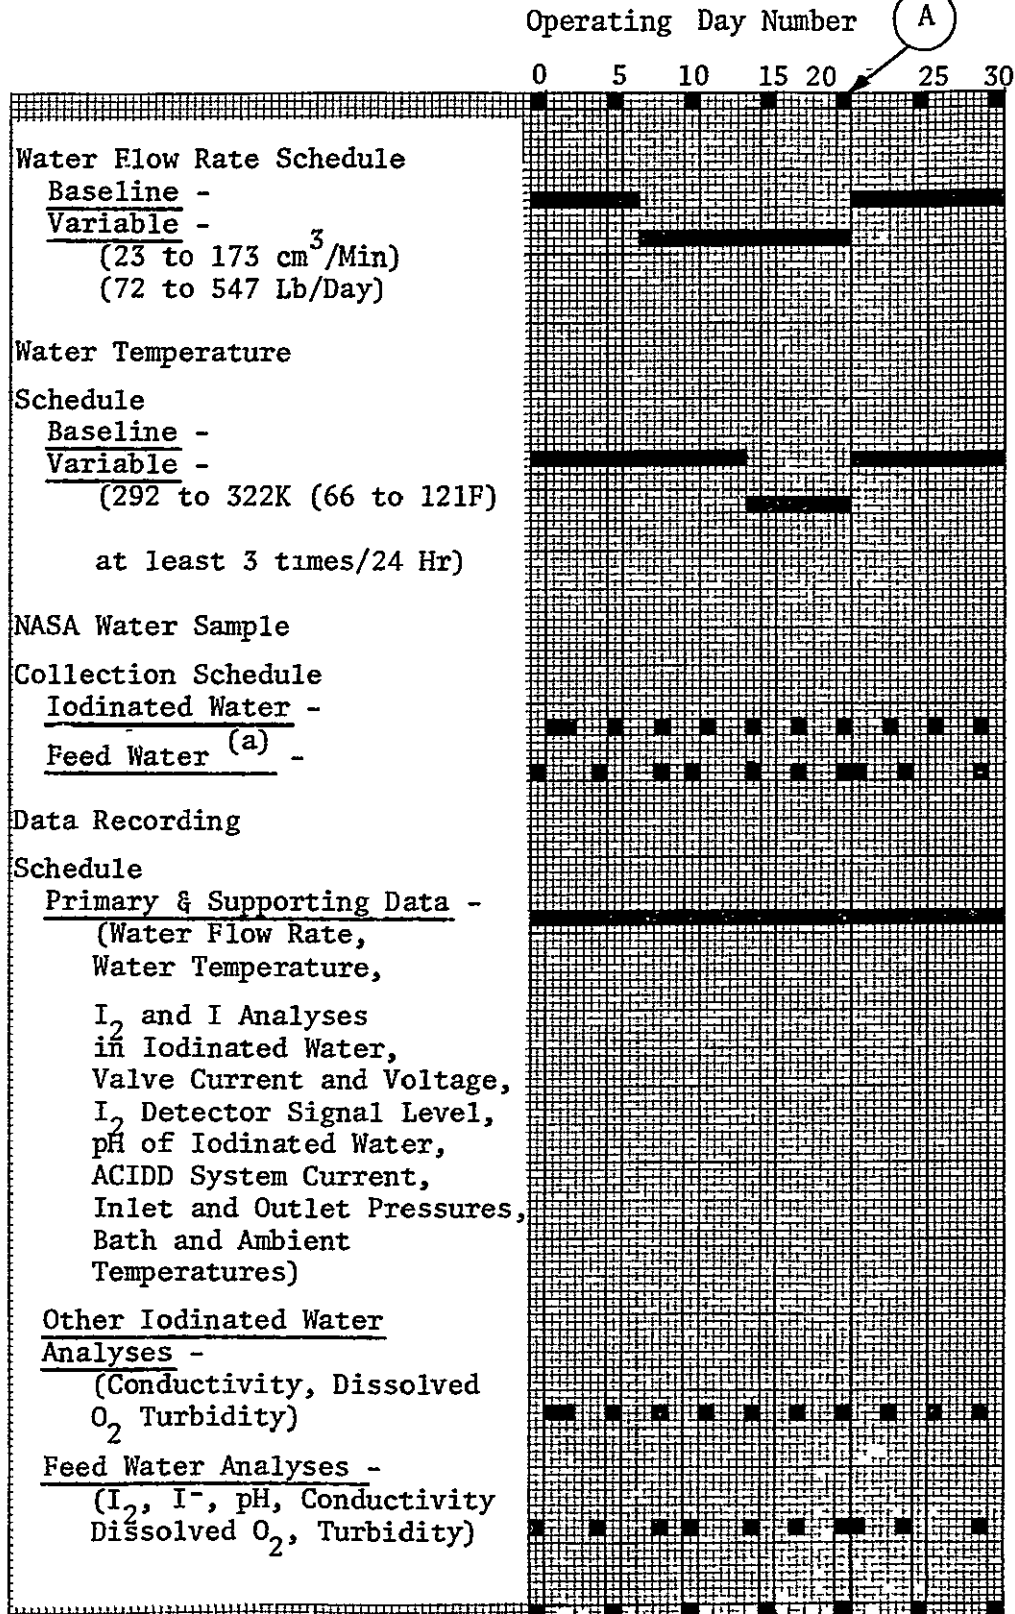 Operating Day Number A
0 5 10 15 20 25 30
Water Flow Rate Schedule
Baseline -
Variable -
(23 to 173 cm³/Min)
(72 to 547 Lb/Day)
Water Temperature
Schedule
Baseline -
Variable -
(292 to 322K (66 to 121F)
at least 3 times/24 Hr)
NASA Water Sample
Collection Schedule
Iodinated Water -
Feed Water (a) -
Data Recording
Schedule
Primary & Supporting Data -
(Water Flow Rate,
Water Temperature,
I₂ and I Analyses
in Iodinated Water,
Valve Current and Voltage,
I₂ Detector Signal Level,
pH of Iodinated Water,
ACIDD System Current,
Inlet and Outlet Pressures,
Bath and Ambient
Temperatures)
Other Iodinated Water
Analyses -
(Conductivity, Dissolved
O₂ Turbidity)
Feed Water Analyses -
(I₂, I⁻, pH, Conductivity
Dissolved O₂, Turbidity)